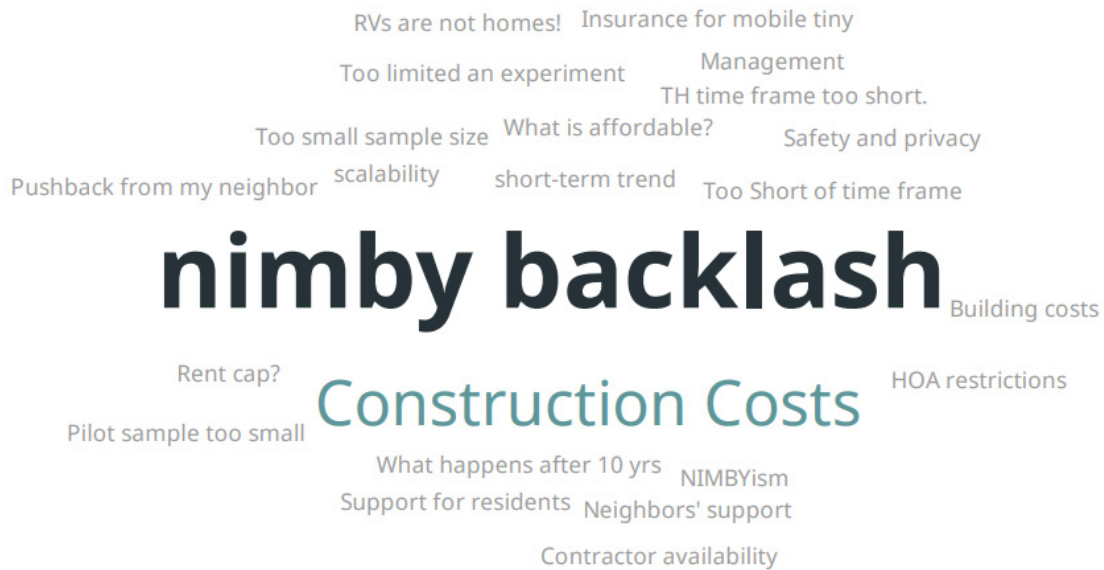 RVs are not homes!
Insurance for mobile tiny
Too limited an experiment
Management
TH time frame too short.
Too small sample size
What is affordable?
Safety and privacy
Pushback from my neighbor
scalability
short-term trend
Too Short of time frame
nimby backlash
Building costs
Rent cap?
Construction Costs
HOA restrictions
Pilot sample too small
What happens after 10 yrs
NIMBYism
Support for residents
Neighbors' support
Contractor availability